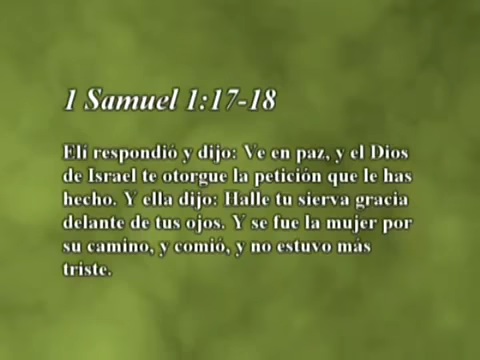 1 Samuel 1:17-18
Elí respondió y dijo: Ve en paz, y el Dios
de Israel te otorgue la petición que le has
hecho. Y ella dijo: Halle tu sierva gracia
delante de tus ojos. Y se fue la mujer por
su camino, y comió, y no estuvo más
triste.